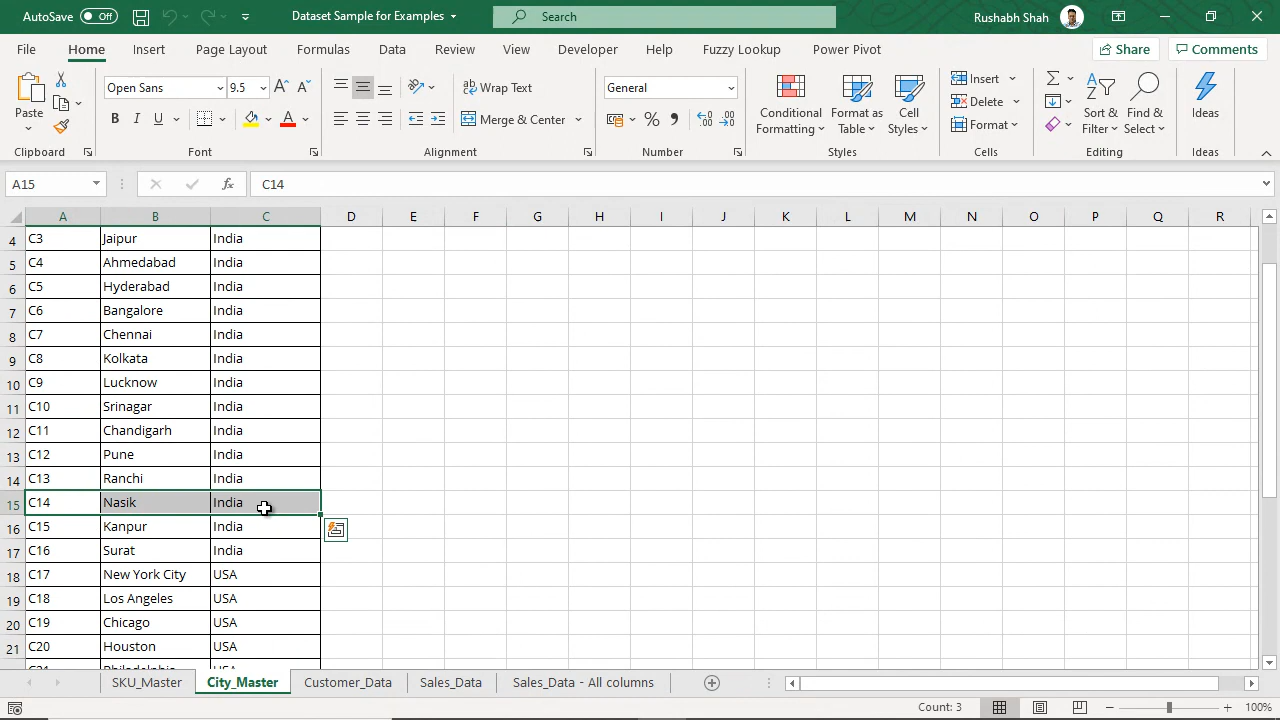 AutoSave Off Dataset Sample for Examples Search Rushabh Shah
File Home Insert Page Layout Formulas Data Review View Developer Help Fuzzy Lookup Power Pivot Share Comments
Paste
Clipboard
Open Sans 9.5
B I U
Font
Wrap Text
Merge & Center
Alignment
General
Number
Conditional Formatting
Format as Table
Cell Styles
Styles
Insert
Delete
Format
Cells
Sort & Filter
Find & Select
Editing
Ideas
Ideas
A15 fx C14
A B C D E F G H I J K L M N O P Q R
4 C3 Jaipur India
5 C4 Ahmedabad India
6 C5 Hyderabad India
7 C6 Bangalore India
8 C7 Chennai India
9 C8 Kolkata India
10 C9 Lucknow India
11 C10 Srinagar India
12 C11 Chandigarh India
13 C12 Pune India
14 C13 Ranchi India
15 C14 Nasik India
16 C15 Kanpur India
17 C16 Surat India
18 C17 New York City USA
19 C18 Los Angeles USA
20 C19 Chicago USA
21 C20 Houston USA
C21 Philadelphia USA
SKU_Master City_Master Customer_Data Sales_Data Sales_Data - All columns
Count: 3 100%